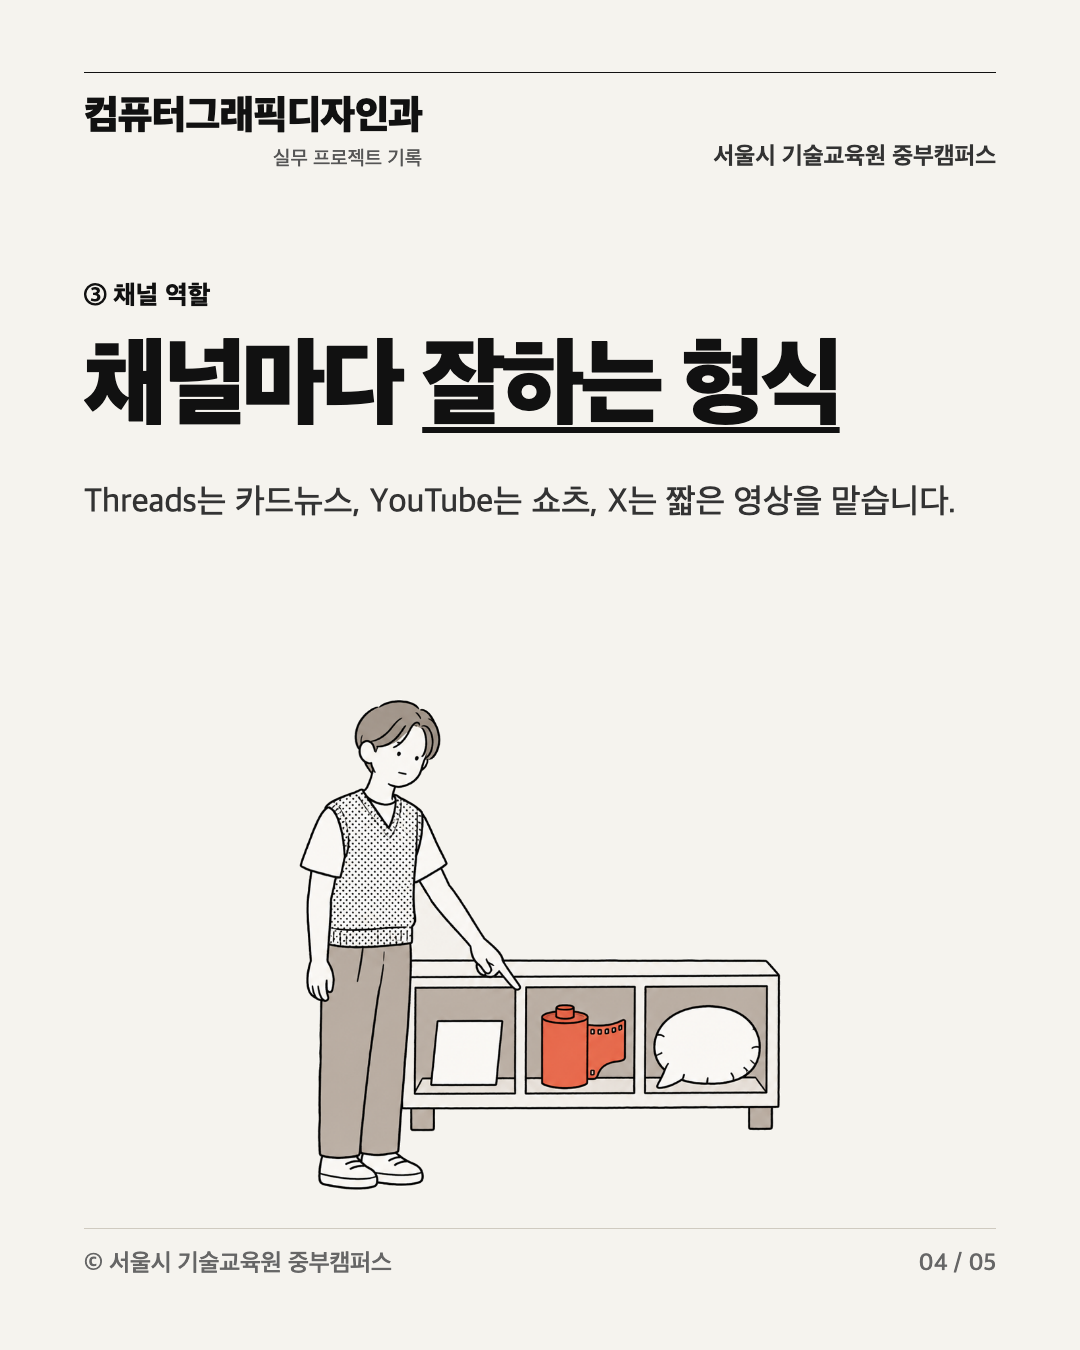 컴퓨터그래픽디자인과
실무 프로젝트 기록
서울시 기술교육원 중부캠퍼스
③ 채널 역할
채널마다 잘하는 형식
Threads는 카드뉴스, YouTube는 쇼츠, X는 짧은 영상을 맡습니다.
© 서울시 기술교육원 중부캠퍼스
04 / 05